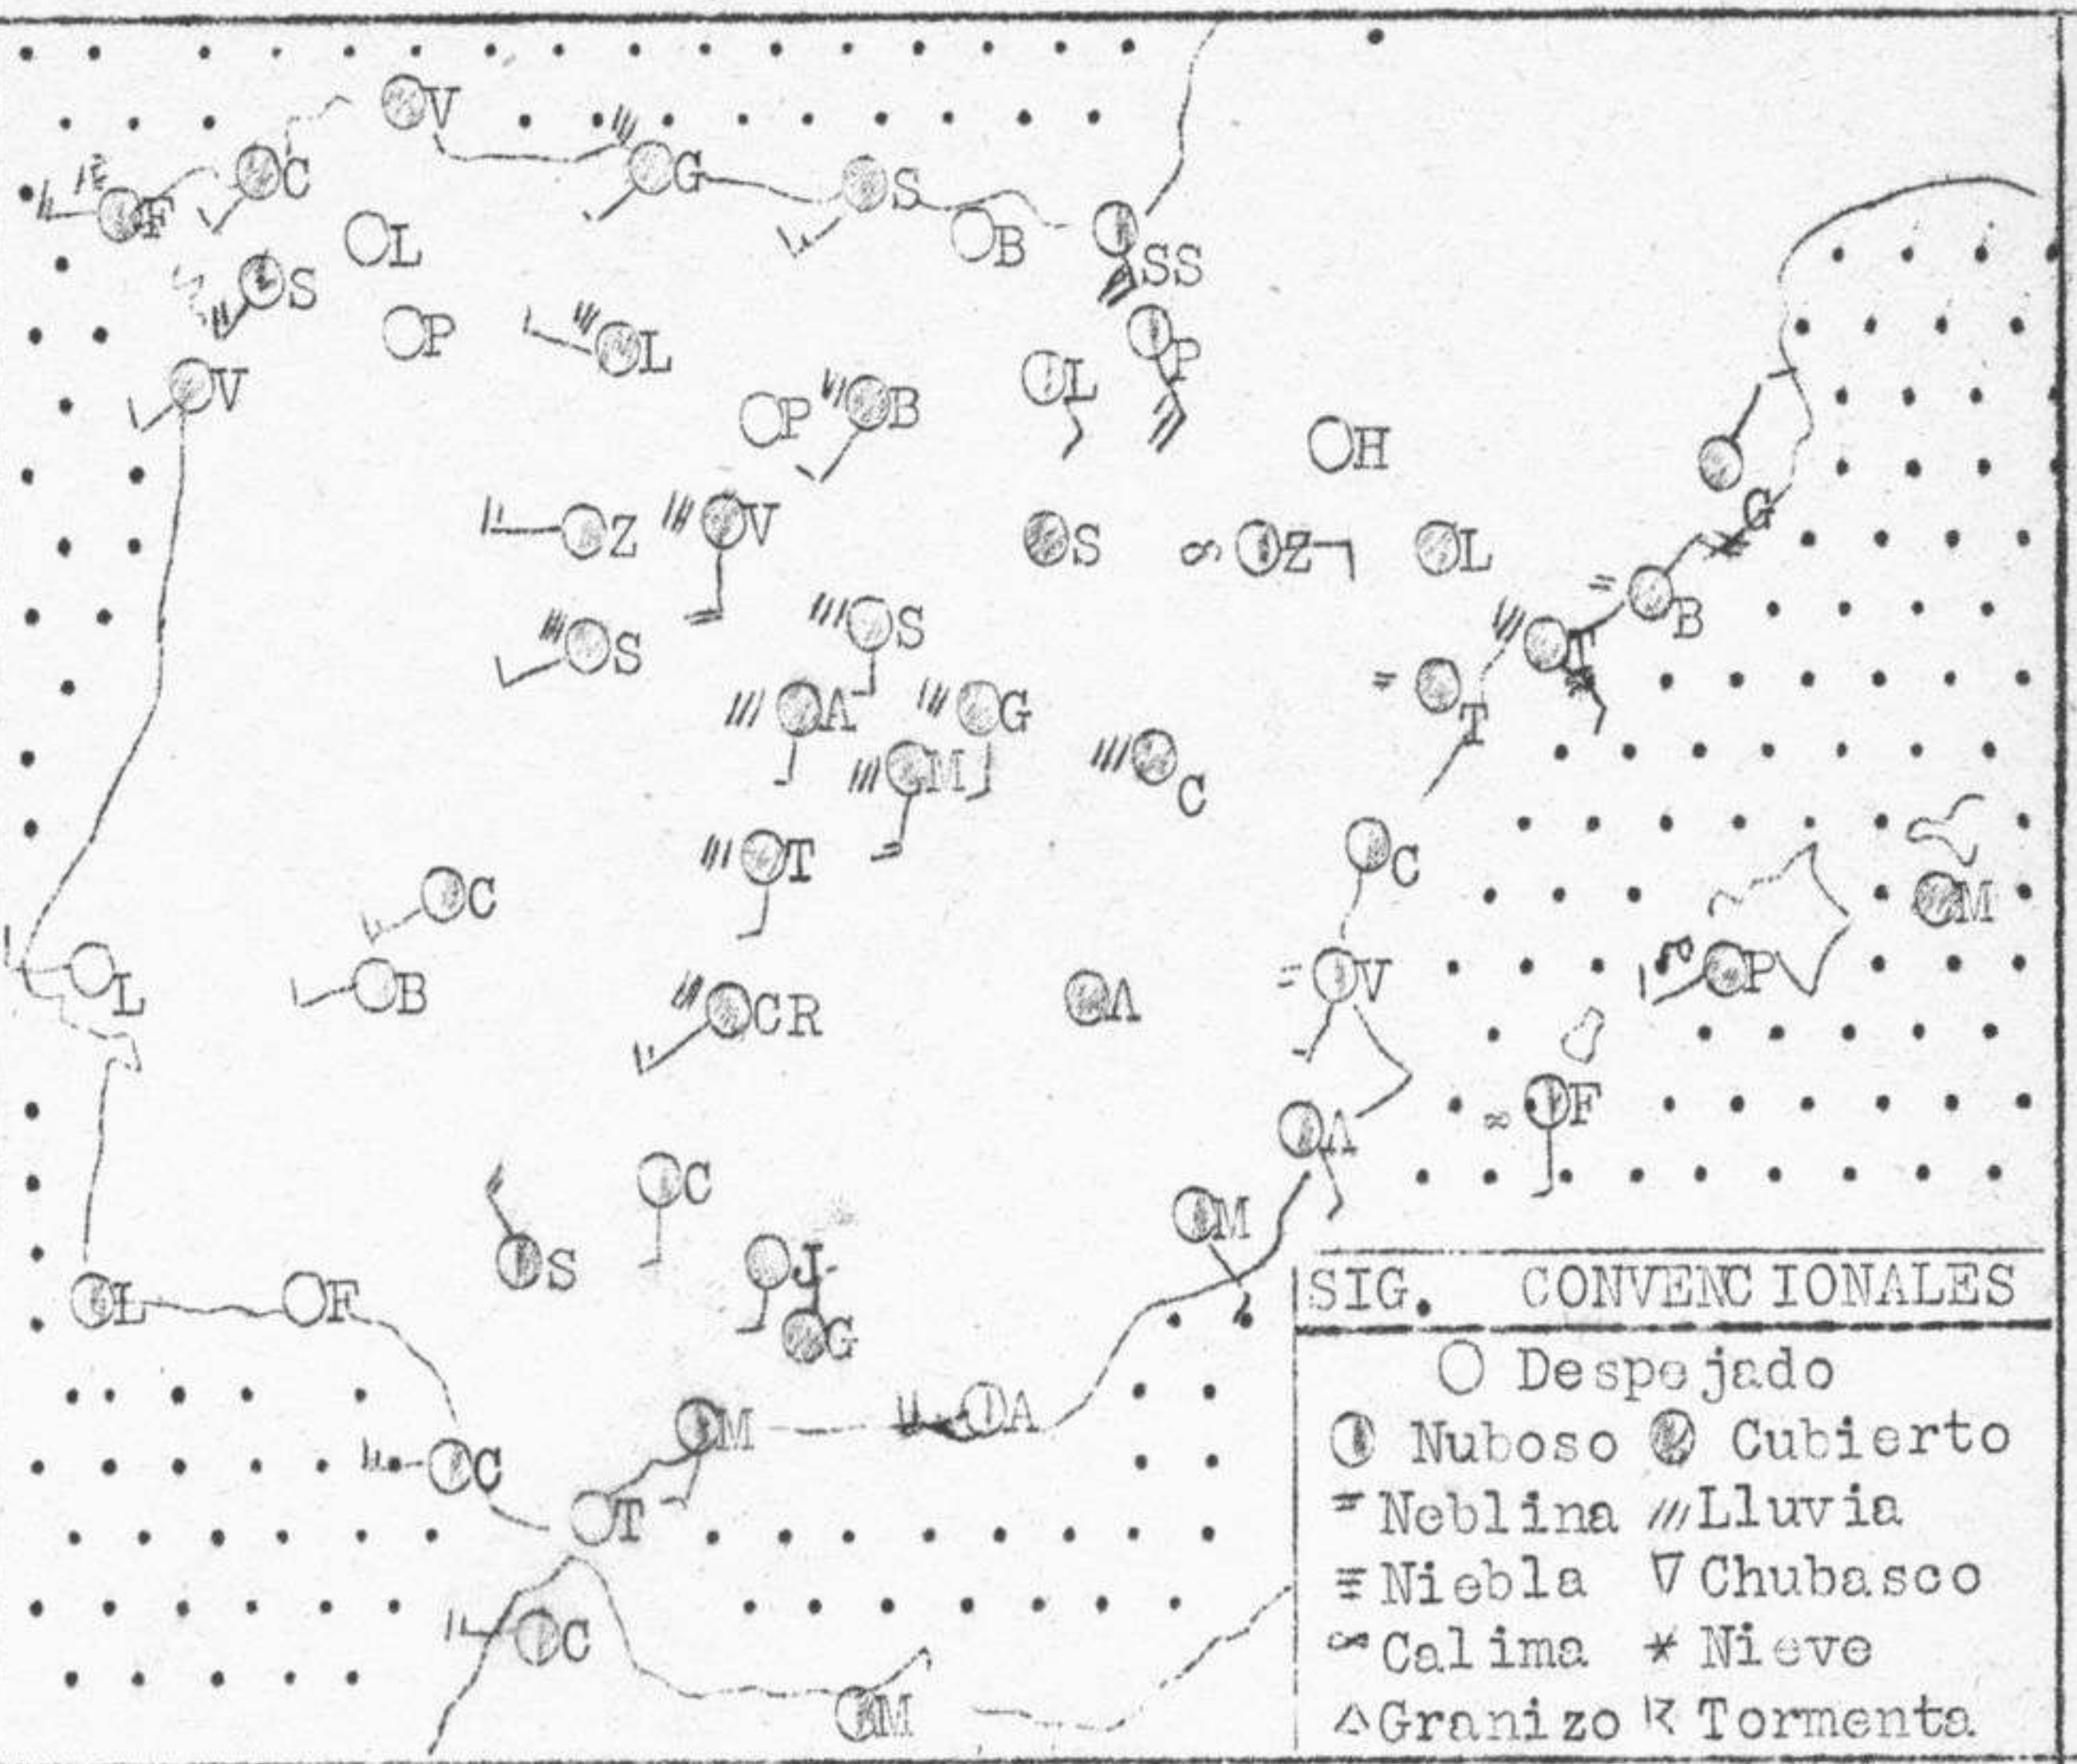 V
C
G
S
F
L
B
SS
S
P
L
P
V
L
P
B
H
G
Z
V
S
Z
L
B
S
S
T
A
G
T
M
C
T
C
C
M
L
B
V
P
CR
A
F
A
C
M
S
J
L
F
G
M
A
C
T
C
M
SIG. CONVENCIONALES
Despejado
Nuboso Cubierto
Neblina Lluvia
Niebla Chubasco
Calima Nieve
Granizo Tormenta